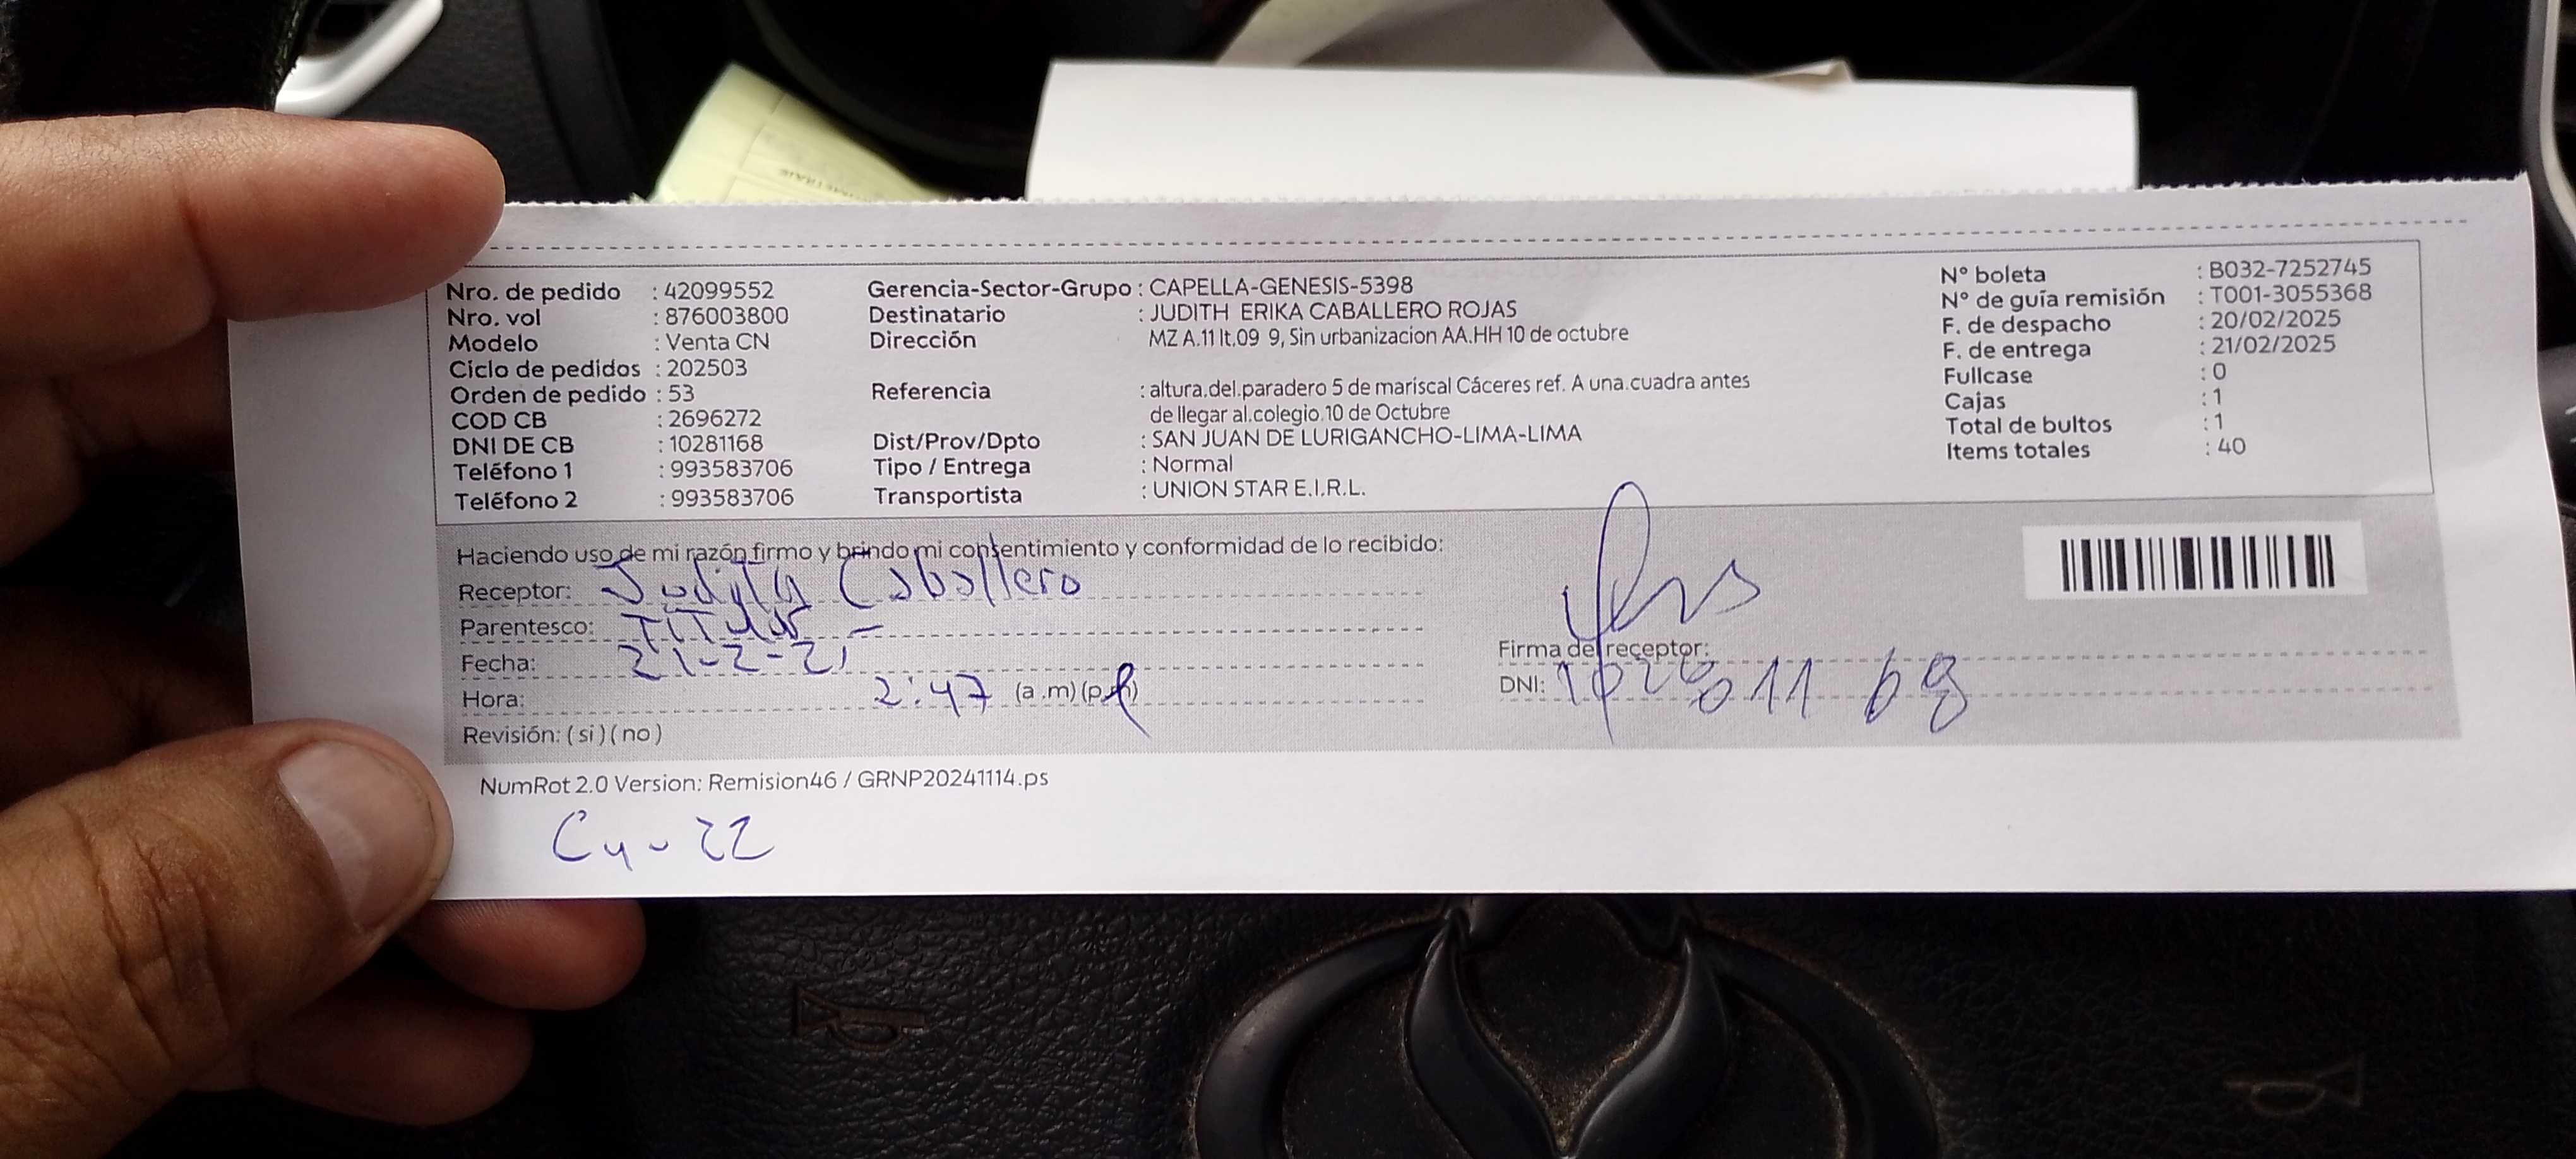 Nro. de pedido : 42099552
Nro. vol : 876003800
Modelo : Venta CN
Ciclo de pedidos : 202503
Orden de pedido : 53
COD CB : 2696272
DNI DE CB : 10281168
Teléfono 1 : 993583706
Teléfono 2 : 993583706
Gerencia-Sector-Grupo : CAPELLA-GENESIS-5398
Destinatario : JUDITH ERIKA CABALLERO ROJAS
Dirección MZ A.11 lt.09 9, Sin urbanizacion AA.HH 10 de octubre
Referencia : altura.del.paradero 5 de mariscal Cáceres ref. A una.cuadra antes
de llegar al.colegio.10 de Octubre
Dist/Prov/Dpto : SAN JUAN DE LURIGANCHO-LIMA-LIMA
Tipo / Entrega : Normal
Transportista : UNION STAR E.I.R.L.
N° boleta : B032-7252745
N° de guía remisión : T001-3055368
F. de despacho : 20/02/2025
F. de entrega : 21/02/2025
Fullcase : 0
Cajas : 1
Total de bultos : 1
Items totales : 40
Haciendo uso de mi razón firmo y brindo mi consentimiento y conformidad de lo recibido:
Receptor: Judith Caballero
Parentesco: Titular -
Fecha: 21-2-21
Hora: 2:47 (a.m)(p.m)
Revisión: (si)(no)
Firma del receptor:
DNI:
NumRot 2.0 Version: Remision46 / GRNP20241114.ps